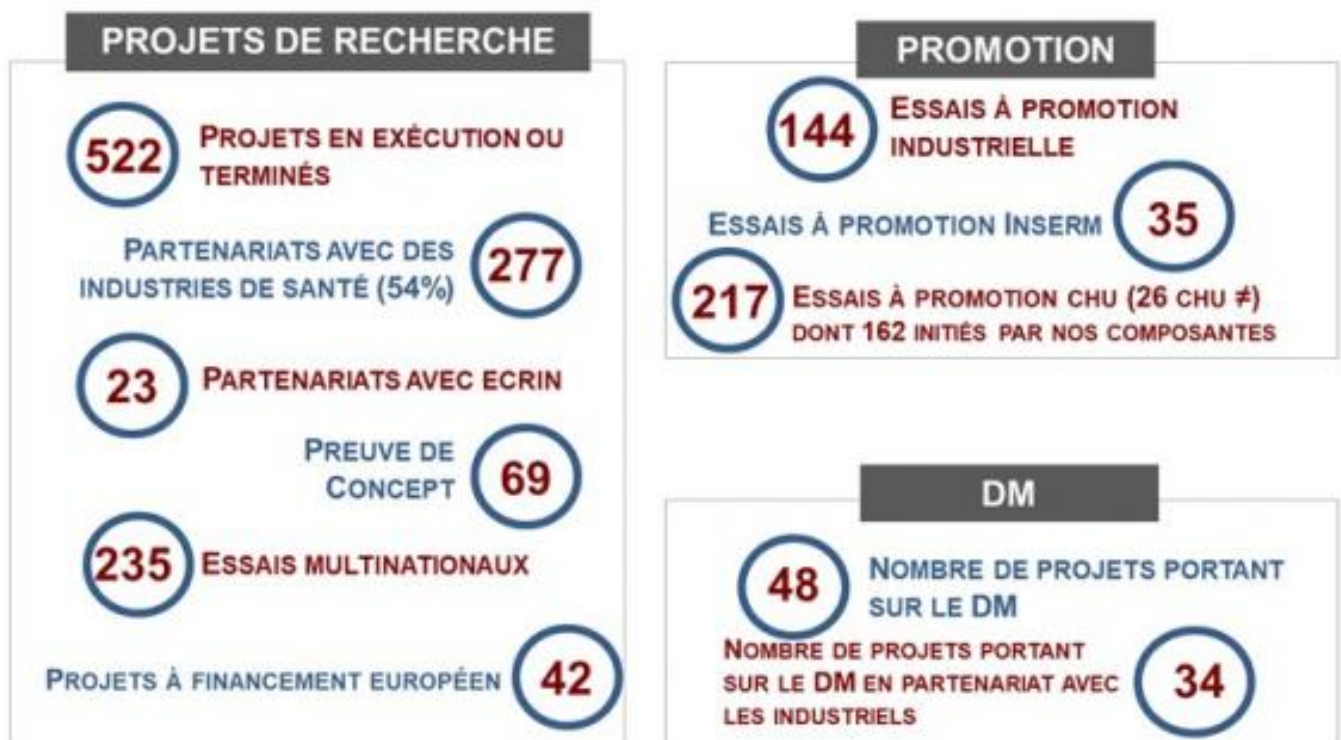 PROJETS DE RECHERCHE
522
PROJETS EN EXÉCUTION OU
TERMINÉS
PARTENARIATS AVEC DES
INDUSTRIES DE SANTÉ (54%)
277
23
PARTENARIATS AVEC ECRIN
PREUVE DE
CONCEPT
69
235
ESSAIS MULTINATIONAUX
PROJETS À FINANCEMENT EUROPÉEN
42
PROMOTION
144
ESSAIS À PROMOTION
INDUSTRIELLE
ESSAIS À PROMOTION INSERM
35
217
ESSAIS À PROMOTION CHU (26 CHU ≠)
DONT 162 INITIÉS PAR NOS COMPOSANTES
DM
48
NOMBRE DE PROJETS PORTANT
SUR LE DM
NOMBRE DE PROJETS PORTANT
SUR LE DM EN PARTENARIAT AVEC
LES INDUSTRIELS
34